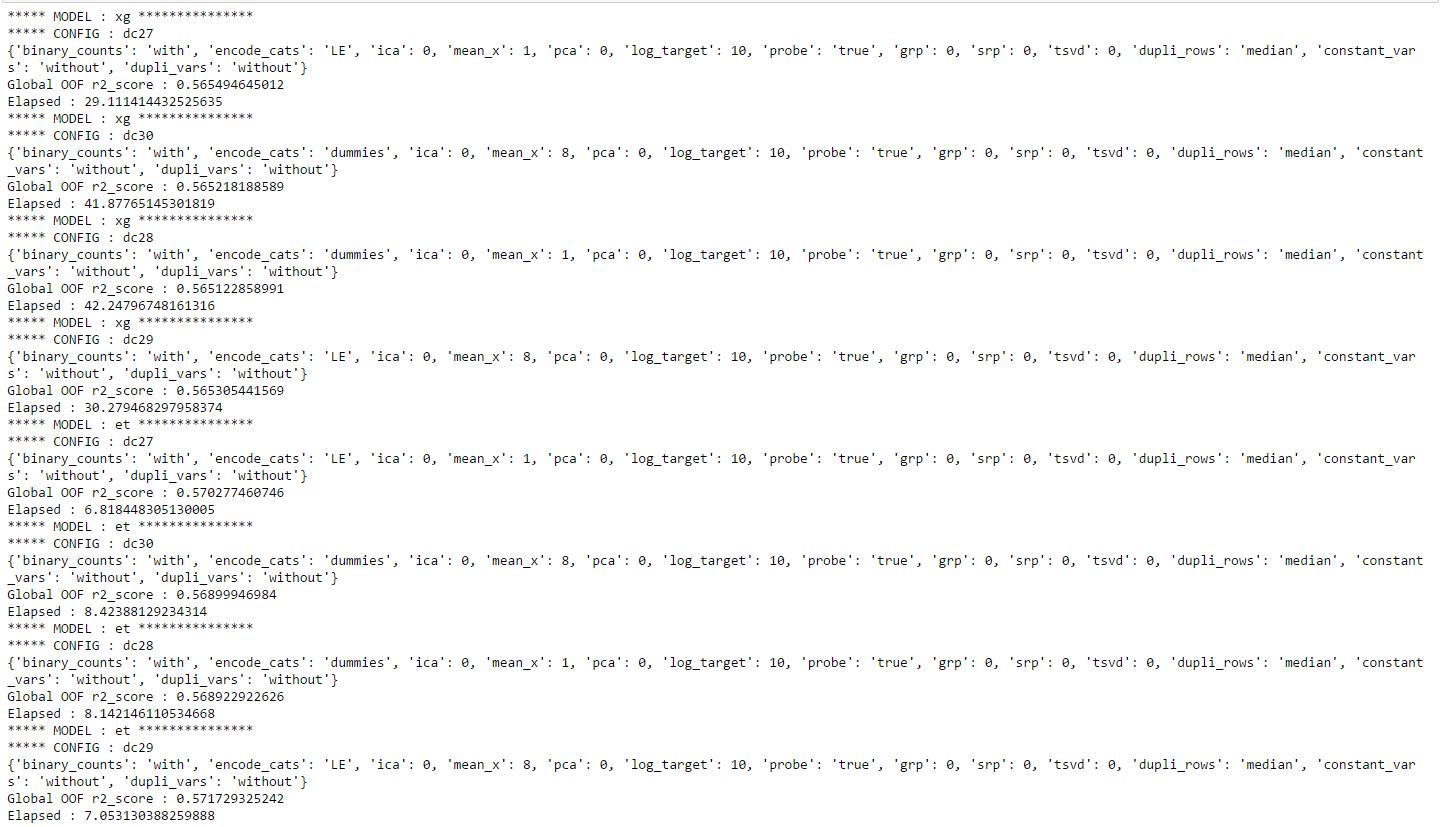 ***** MODEL : xg ***************
***** CONFIG : dc27
{'binary_counts': 'with', 'encode_cats': 'LE', 'ica': 0, 'mean_x': 1, 'pca': 0, 'log_target': 10, 'probe': 'true', 'grp': 0, 'srp': 0, 'tsvd': 0, 'dupli_rows': 'median', 'constant_var
s': 'without', 'dupli_vars': 'without'}
Global OOF r2_score : 0.565494645012
Elapsed : 29.111414432525635
***** MODEL : xg ***************
***** CONFIG : dc30
{'binary_counts': 'with', 'encode_cats': 'dummies', 'ica': 0, 'mean_x': 8, 'pca': 0, 'log_target': 10, 'probe': 'true', 'grp': 0, 'srp': 0, 'tsvd': 0, 'dupli_rows': 'median', 'constant
_vars': 'without', 'dupli_vars': 'without'}
Global OOF r2_score : 0.565218188589
Elapsed : 41.87765145301819
***** MODEL : xg ***************
***** CONFIG : dc28
{'binary_counts': 'with', 'encode_cats': 'dummies', 'ica': 0, 'mean_x': 1, 'pca': 0, 'log_target': 10, 'probe': 'true', 'grp': 0, 'srp': 0, 'tsvd': 0, 'dupli_rows': 'median', 'constant
_vars': 'without', 'dupli_vars': 'without'}
Global OOF r2_score : 0.565122858991
Elapsed : 42.24796748161316
***** MODEL : xg ***************
***** CONFIG : dc29
{'binary_counts': 'with', 'encode_cats': 'LE', 'ica': 0, 'mean_x': 8, 'pca': 0, 'log_target': 10, 'probe': 'true', 'grp': 0, 'srp': 0, 'tsvd': 0, 'dupli_rows': 'median', 'constant_var
s': 'without', 'dupli_vars': 'without'}
Global OOF r2_score : 0.565305441569
Elapsed : 30.279468297958374
***** MODEL : et ***************
***** CONFIG : dc27
{'binary_counts': 'with', 'encode_cats': 'LE', 'ica': 0, 'mean_x': 1, 'pca': 0, 'log_target': 10, 'probe': 'true', 'grp': 0, 'srp': 0, 'tsvd': 0, 'dupli_rows': 'median', 'constant_var
s': 'without', 'dupli_vars': 'without'}
Global OOF r2_score : 0.570277460746
Elapsed : 6.818448305130005
***** MODEL : et ***************
***** CONFIG : dc30
{'binary_counts': 'with', 'encode_cats': 'dummies', 'ica': 0, 'mean_x': 8, 'pca': 0, 'log_target': 10, 'probe': 'true', 'grp': 0, 'srp': 0, 'tsvd': 0, 'dupli_rows': 'median', 'constant
_vars': 'without', 'dupli_vars': 'without'}
Global OOF r2_score : 0.56899946984
Elapsed : 8.42388129234314
***** MODEL : et ***************
***** CONFIG : dc28
{'binary_counts': 'with', 'encode_cats': 'dummies', 'ica': 0, 'mean_x': 1, 'pca': 0, 'log_target': 10, 'probe': 'true', 'grp': 0, 'srp': 0, 'tsvd': 0, 'dupli_rows': 'median', 'constant
_vars': 'without', 'dupli_vars': 'without'}
Global OOF r2_score : 0.568922922626
Elapsed : 8.142146110534668
***** MODEL : et ***************
***** CONFIG : dc29
{'binary_counts': 'with', 'encode_cats': 'LE', 'ica': 0, 'mean_x': 8, 'pca': 0, 'log_target': 10, 'probe': 'true', 'grp': 0, 'srp': 0, 'tsvd': 0, 'dupli_rows': 'median', 'constant_var
s': 'without', 'dupli_vars': 'without'}
Global OOF r2_score : 0.571729325242
Elapsed : 7.053130388259888